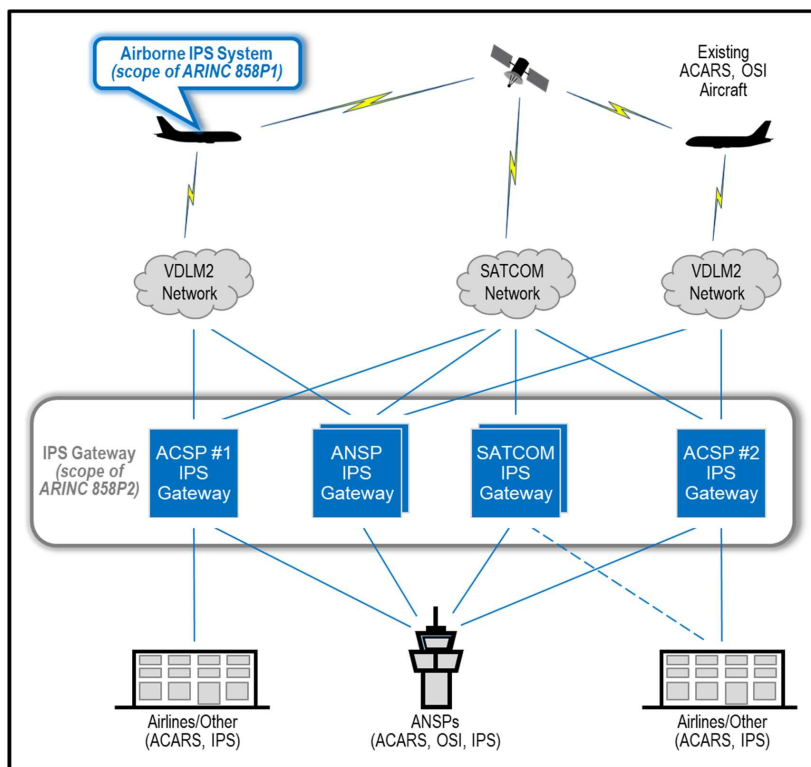 Airborne IPS System
(scope of ARINC 858P1)
Existing
ACARS, OSI
Aircraft
VDLM2
Network
SATCOM
Network
VDLM2
Network
IPS Gateway
(scope of
ARINC 858P2)
ACSP #1
IPS
Gateway
ANSP
IPS
Gateway
SATCOM
IPS
Gateway
ACSP #2
IPS
Gateway
Airlines/Other
(ACARS, IPS)
ANSPs
(ACARS, OSI, IPS)
Airlines/Other
(ACARS, IPS)